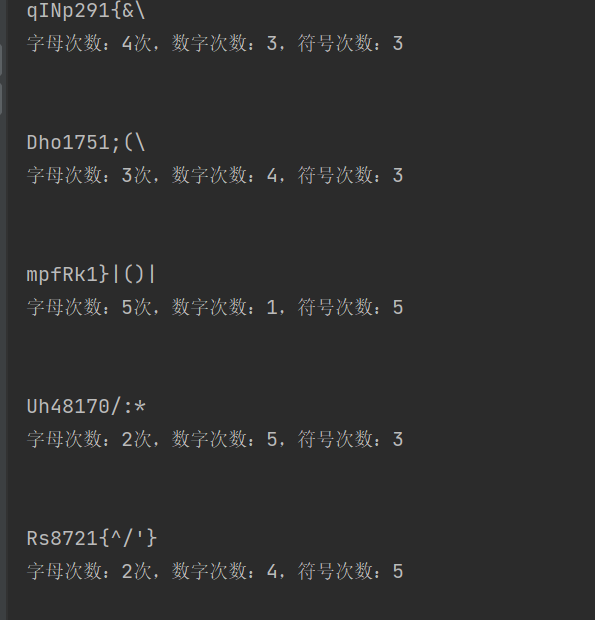 qINp291{&\
字母次数：4次，数字次数：3，符号次数：3
Dho1751;(\
字母次数：3次，数字次数：4，符号次数：3
mpfRk1}|()|
字母次数：5次，数字次数：1，符号次数：5
Uh48170/:*
字母次数：2次，数字次数：5，符号次数：3
Rs8721{^/'}
字母次数：2次，数字次数：4，符号次数：5